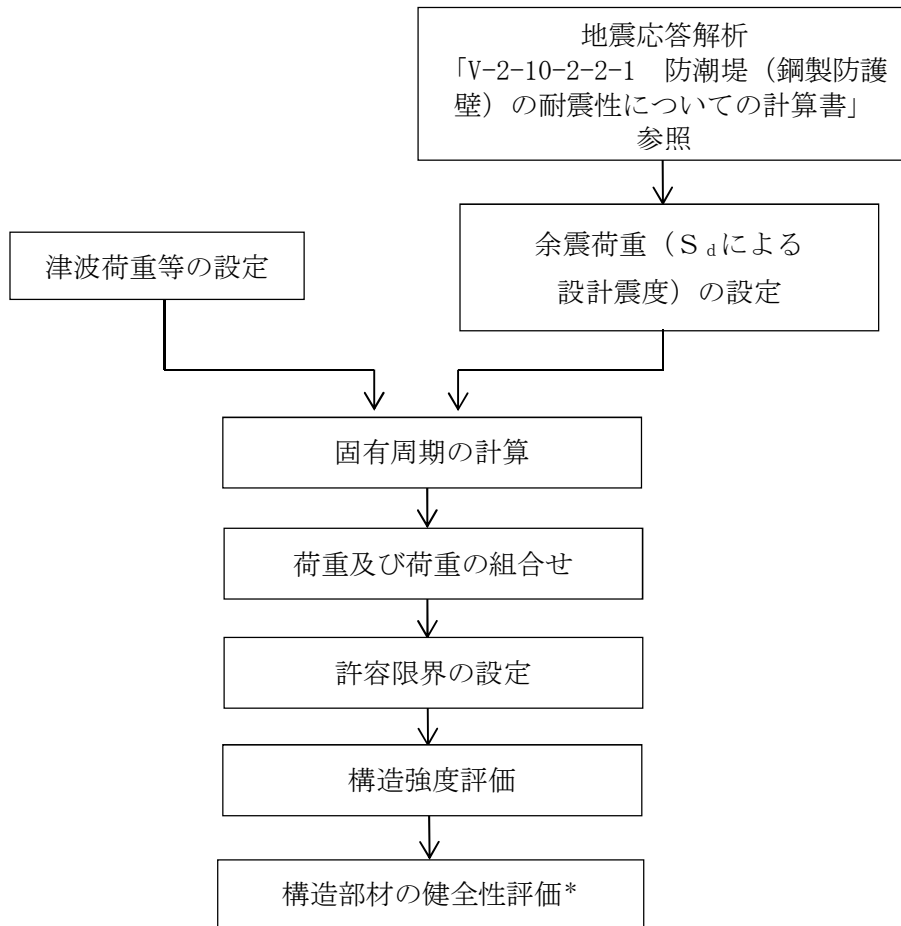 地震応答解析
「V-2-10-2-2-1　防潮堤（鋼製防護
壁）の耐震性についての計算書」
参照
津波荷重等の設定
余震荷重（Ｓｄによる
設計震度）の設定
固有周期の計算
荷重及び荷重の組合せ
許容限界の設定
構造強度評価
構造部材の健全性評価*